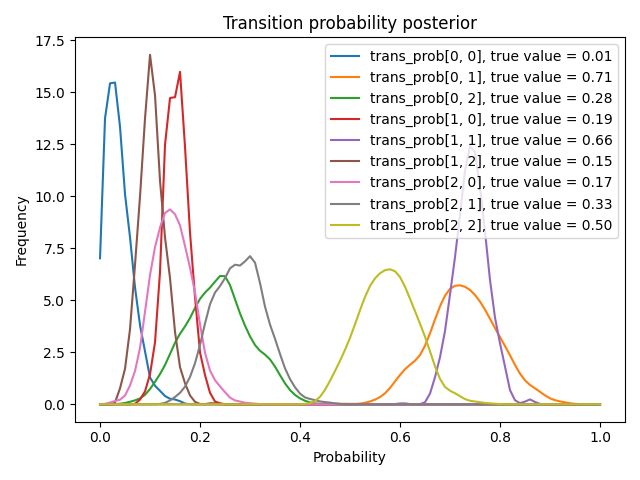 Transition probability posterior
trans_prob[0, 0], true value = 0.01
trans_prob[0, 1], true value = 0.71
trans_prob[0, 2], true value = 0.28
trans_prob[1, 0], true value = 0.19
trans_prob[1, 1], true value = 0.66
trans_prob[1, 2], true value = 0.15
trans_prob[2, 0], true value = 0.17
trans_prob[2, 1], true value = 0.33
trans_prob[2, 2], true value = 0.50
Frequency
17.5
15.0
12.5
10.0
7.5
5.0
2.5
0.0
0.0 0.2 0.4 0.6 0.8 1.0
Probability